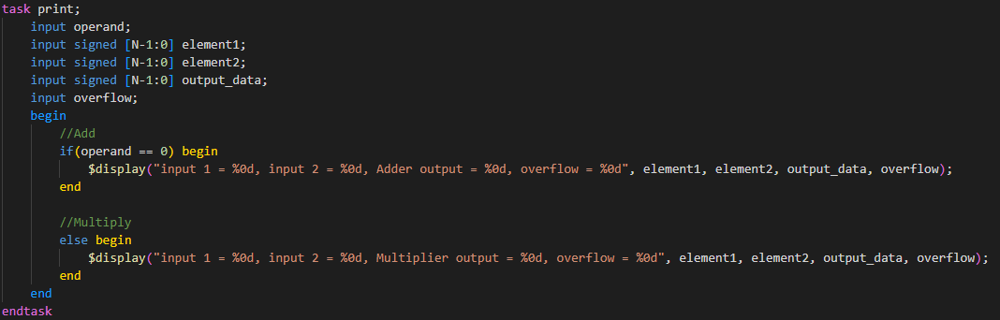 task print;
    input operand;
    input signed [N-1:0] element1;
    input signed [N-1:0] element2;
    input signed [N-1:0] output_data;
    input overflow;
    begin
        //Add
        if(operand == 0) begin
            $display("input 1 = %0d, input 2 = %0d, Adder output = %0d, overflow = %0d", element1, element2, output_data, overflow);
        end

        //Multiply
        else begin
            $display("input 1 = %0d, input 2 = %0d, Multiplier output = %0d, overflow = %0d", element1, element2, output_data, overflow);
        end
    end
endtask